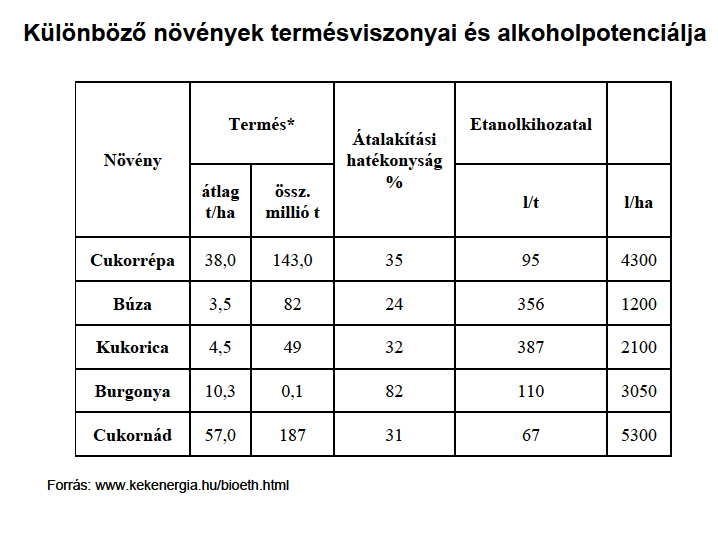 Különböző növények termésviszonyai és alkoholpotenciálja
Növény
Termés*
Átalakítási
hatékonyság
%
Etanolkihozatal
átlag
t/ha
össz.
millió t
l/t
l/ha
Cukorrépa 38,0 143,0 35 95 4300
Búza 3,5 82 24 356 1200
Kukorica 4,5 49 32 387 2100
Burgonya 10,3 0,1 82 110 3050
Cukornád 57,0 187 31 67 5300
Forrás: www.kekenergia.hu/bioeth.html